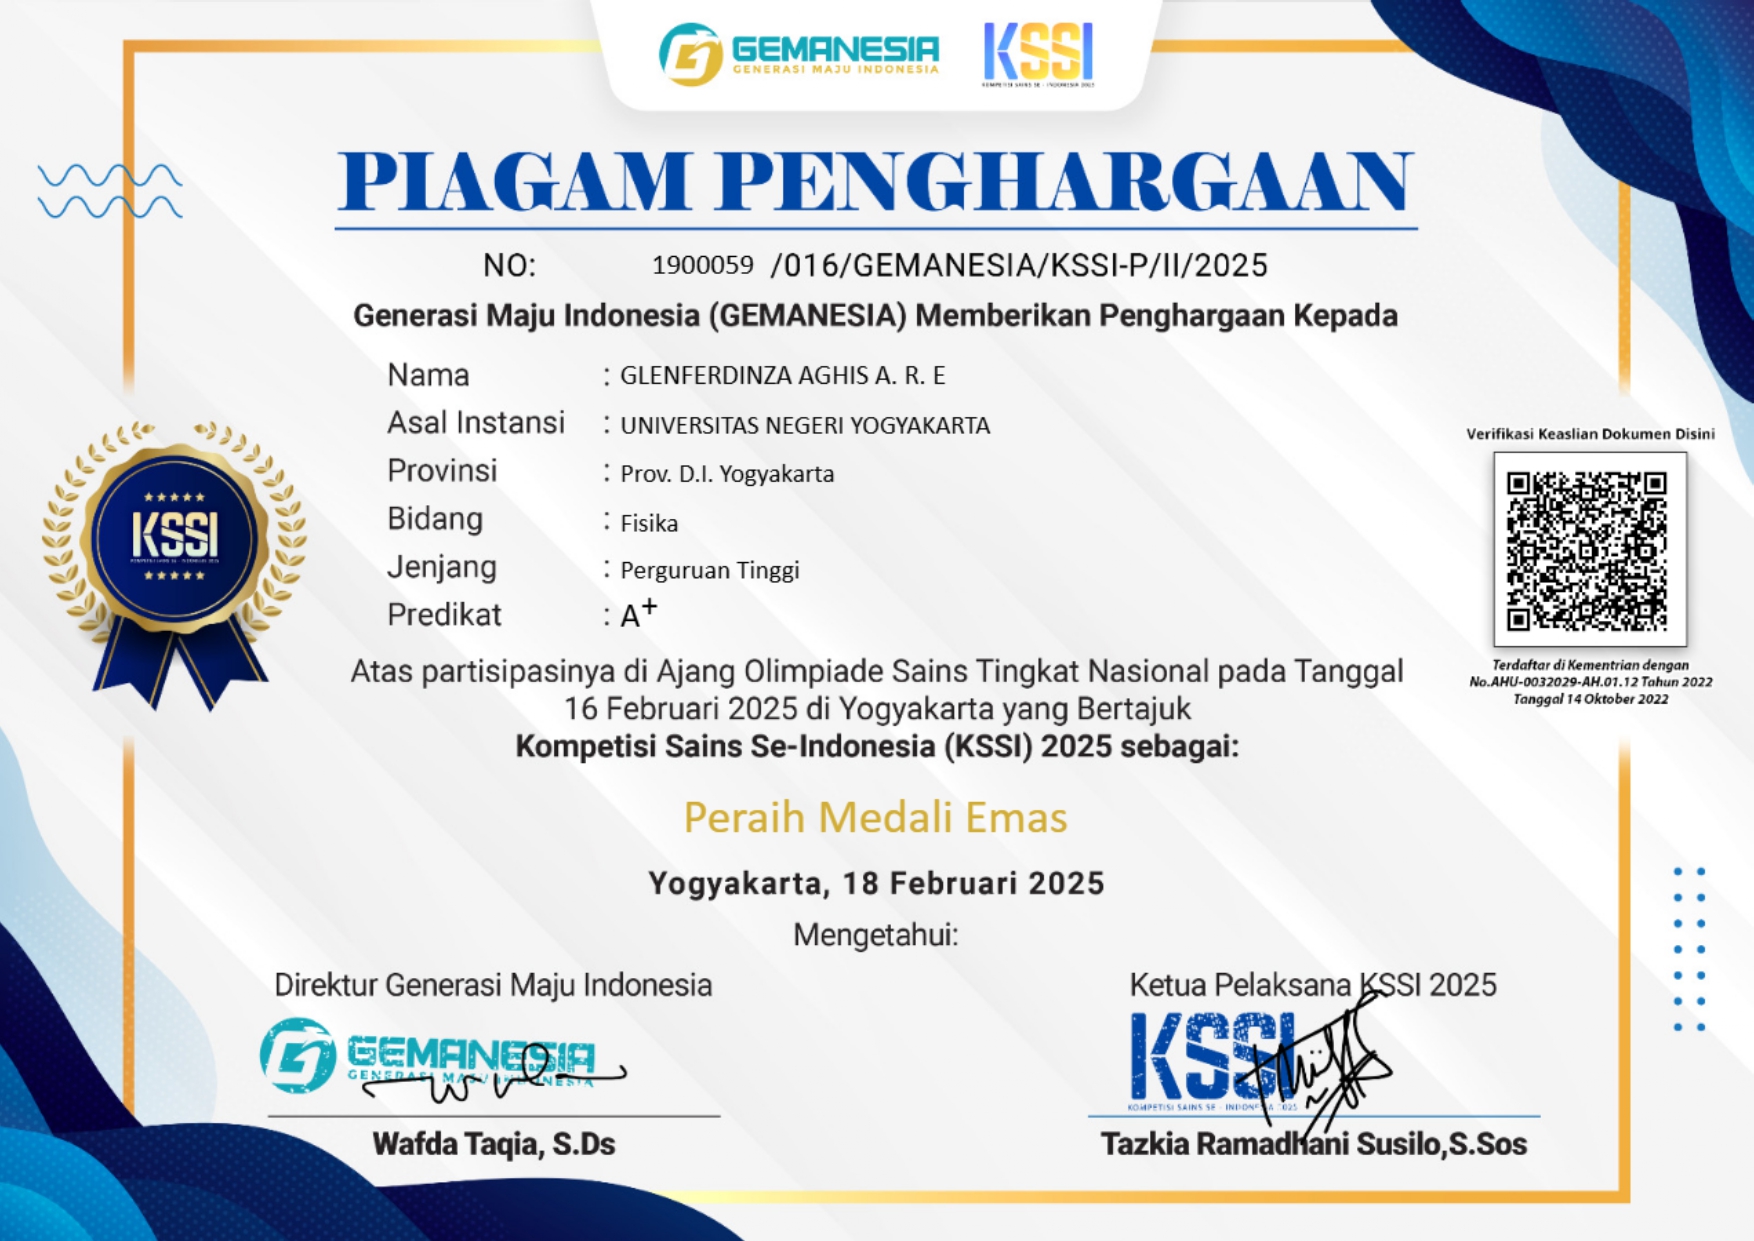 GEMANESIA
GENERASI MAJU INDONESIA
KSSI
KOMPETISI SAINS SE - INDONESIA 2025
PIAGAM PENGHARGAAN
NO: 1900059 /016/GEMANESIA/KSSI-P/II/2025
Generasi Maju Indonesia (GEMANESIA) Memberikan Penghargaan Kepada
Nama : GLENFERDINZA AGHIS A. R. E
Asal Instansi : UNIVERSITAS NEGERI YOGYAKARTA
Provinsi : Prov. D.I. Yogyakarta
Bidang : Fisika
Jenjang : Perguruan Tinggi
Predikat : A+
KSSI
KOMPETISI SAINS SE - INDONESIA 2025
Verifikasi Keaslian Dokumen Disini
Terdaftar di Kementrian dengan
No.AHU-0032029-AH.01.12 Tahun 2022
Tanggal 14 Oktober 2022
Atas partisipasinya di Ajang Olimpiade Sains Tingkat Nasional pada Tanggal
16 Februari 2025 di Yogyakarta yang Bertajuk
Kompetisi Sains Se-Indonesia (KSSI) 2025 sebagai:
Peraih Medali Emas
Yogyakarta, 18 Februari 2025
Mengetahui:
Direktur Generasi Maju Indonesia
GEMANESIA
GENERASI MAJU INDONESIA
Wafda Taqia, S.Ds
Ketua Pelaksana KSSI 2025
KSSI
KOMPETISI SAINS SE - INDONESIA 2025
Tazkia Ramadhani Susilo,S.Sos